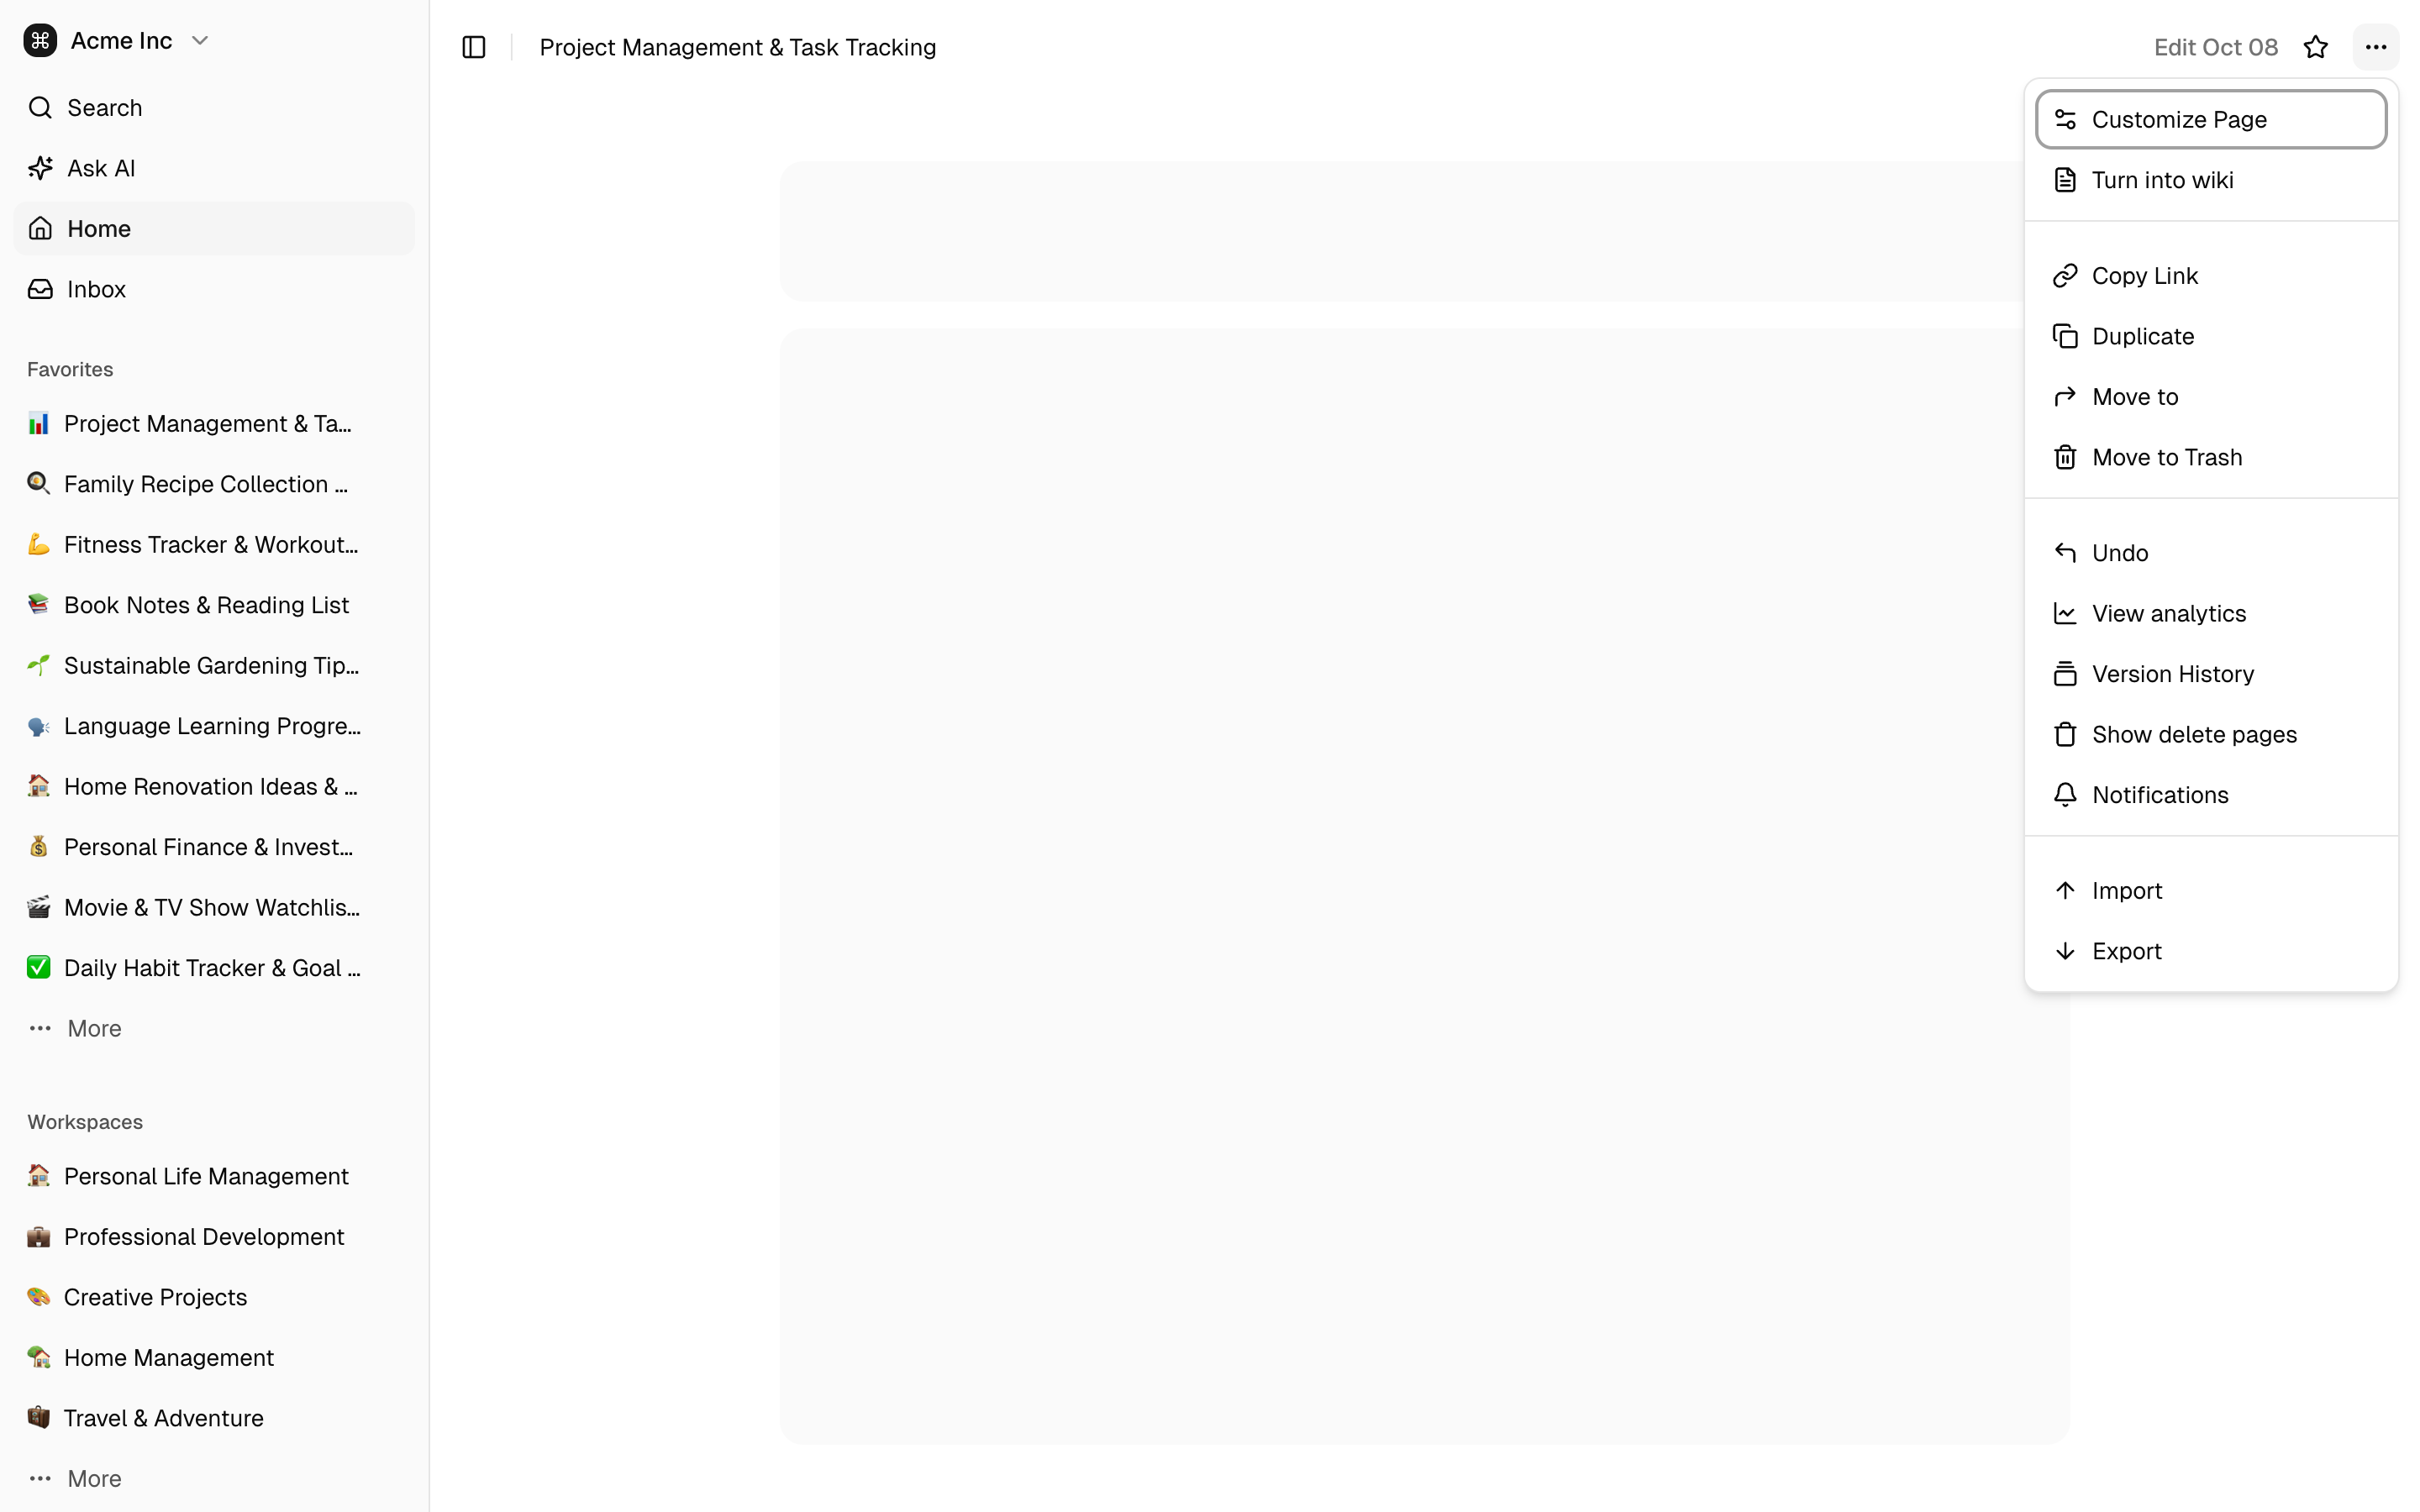 Acme Inc
Search
Ask AI
Home
Inbox
Favorites
Project Management & Ta...
Family Recipe Collection ...
Fitness Tracker & Workout...
Book Notes & Reading List
Sustainable Gardening Tip...
Language Learning Progre...
Home Renovation Ideas & ...
Personal Finance & Invest...
Movie & TV Show Watchlis...
Daily Habit Tracker & Goal ...
More
Workspaces
Personal Life Management
Professional Development
Creative Projects
Home Management
Travel & Adventure
More
Project Management & Task Tracking
Edit Oct 08
Customize Page
Turn into wiki
Copy Link
Duplicate
Move to
Move to Trash
Undo
View analytics
Version History
Show delete pages
Notifications
Import
Export